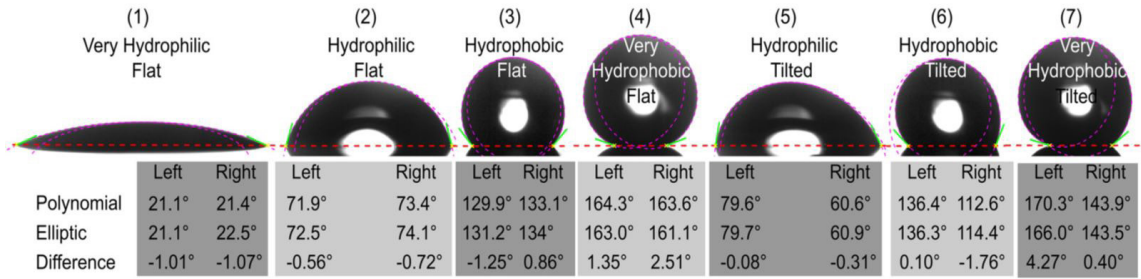 (1) (2) (3) (4) (5) (6) (7)
Very Hydrophilic Hydrophilic Hydrophobic Very Hydrophilic Hydrophobic Very
Flat Flat Flat Hydrophobic Tilted Tilted Hydrophobic
Flat Tilted
Left Right Left Right Left Right Left Right Left Right Left Right Left Right
Polynomial 21.1° 21.4° 71.9° 73.4° 129.9° 133.1° 164.3° 163.6° 79.6° 60.6° 136.4° 112.6° 170.3° 143.9°
Elliptic 21.1° 22.5° 72.5° 74.1° 131.2° 134° 163.0° 161.1° 79.7° 60.9° 136.3° 114.4° 166.0° 143.5°
Difference -1.01° -1.07° -0.56° -0.72° -1.25° 0.86° 1.35° 2.51° -0.08° -0.31° 0.10° -1.76° 4.27° 0.40°